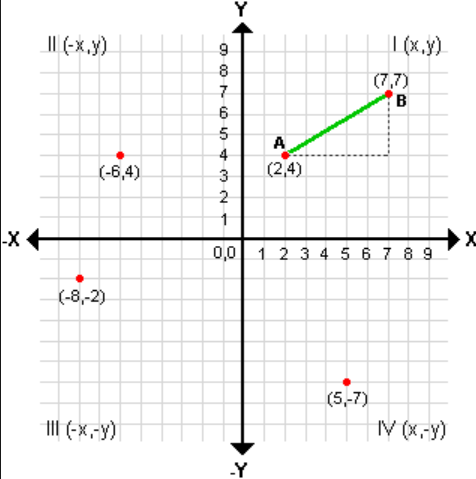 Y
II (-x,y)
I (x,y)
9
8
(7,7)
7
B
6
5
A
4
(2,4)
(-6,4)
3
2
1
-X
X
0,0
1 2 3 4 5 6 7 8 9
(-8,-2)
(5,-7)
III (-x,-y)
IV (x,-y)
-Y